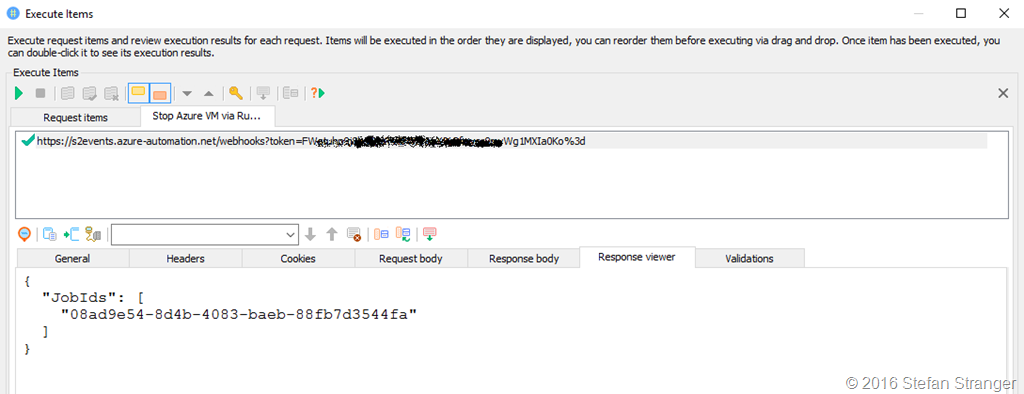 Execute Items
Execute request items and review execution results for each request. Items will be executed in the order they are displayed, you can reorder them before executing via drag and drop. Once item has been executed, you
can double-click it to see its execution results.
Execute Items
Request items
Stop Azure VM via Ru...
https://s2events.azure-automation.net/webhooks?token=FW
Wg1MXIa0Ko%3d
General
Headers
Cookies
Request body
Response body
Response viewer
Validations
{
"JobIds": [
"08ad9e54-8d4b-4083-baeb-88fb7d3544fa"
]
}
© 2016 Stefan Stranger